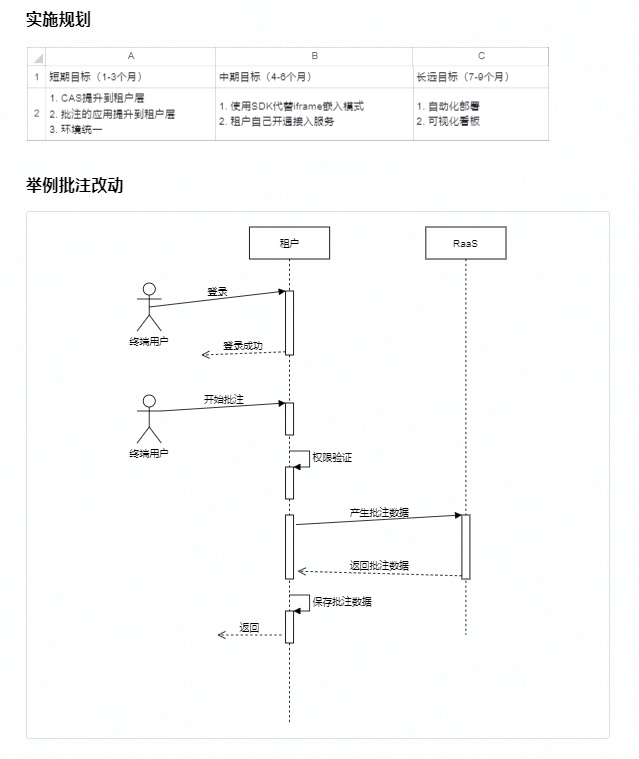 实施规划
A B C
1 短期目标（1-3个月） 中期目标（4-6个月） 长远目标（7-9个月）
2
1. CAS提升到租户层
2. 批注的应用提升到租户层
3. 环境统一
1. 使用SDK代替iframe嵌入模式
2. 租户自己开通接入服务
1. 自动化部署
2. 可视化看板
举例批注改动
租户 RaaS
登录
终端用户
登录成功
开始批注
终端用户
权限验证
产生批注数据
返回批注数据
保存批注数据
返回